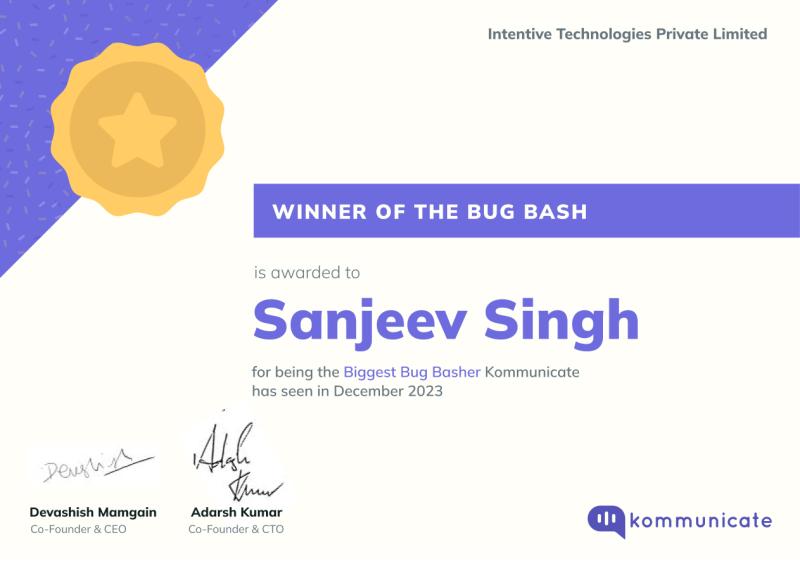 Intentive Technologies Private Limited
WINNER OF THE BUG BASH
is awarded to
Sanjeev Singh
for being the Biggest Bug Basher Kommunicate
has seen in December 2023
Devashish
Adarsh
Kumar
Devashish Mamgain
Co-Founder & CEO
Adarsh Kumar
Co-Founder & CTO
kommunicate